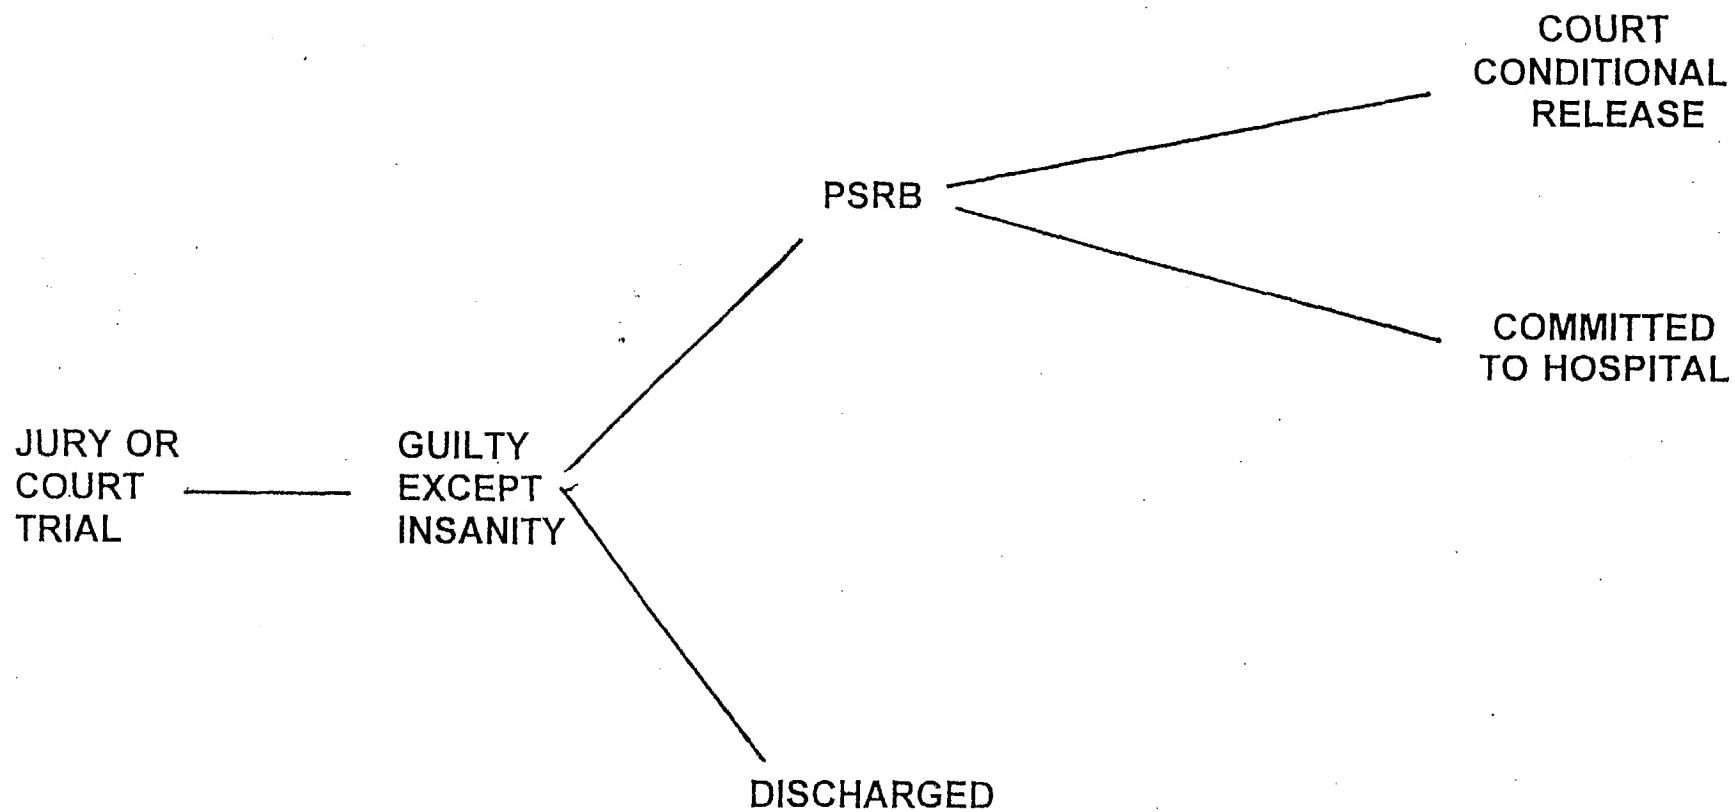 JURY OR
COURT
TRIAL
GUILTY
EXCEPT
INSANITY
PSRB
COURT
CONDITIONAL
RELEASE
COMMITTED
TO HOSPITAL
DISCHARGED